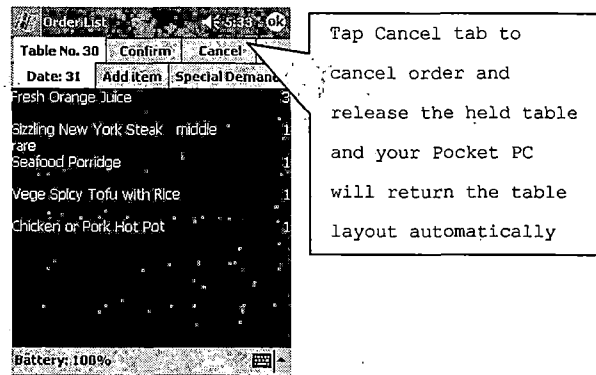 Order List 5:33 ok
Table No. 30 Confirm Cancel
Date: 31 Add item Special Demand
Fresh Orange Juice 3
Sizzling New York Steak middle 1
rare
Seafood Porridge 1
Vege Spicy Tofu with Rice 1
Chicken or Pork Hot Pot 1
Battery: 100%
Tap Cancel tab to
cancel order and
release the held table
and your Pocket PC
will return the table
layout automatically